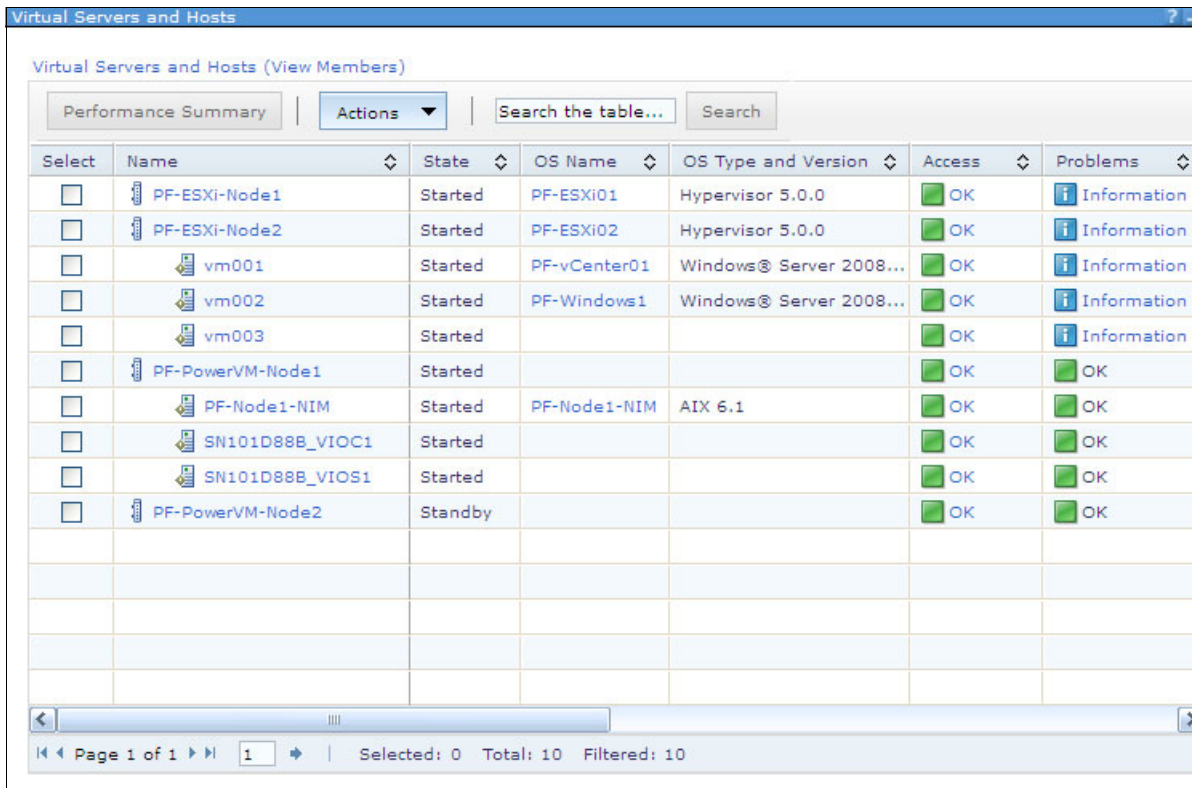 Virtual Servers and Hosts ?
Virtual Servers and Hosts (View Members)
Performance Summary Actions Search the table... Search
Select Name State OS Name OS Type and Version Access Problems
PF-ESXi-Node1 Started PF-ESXi01 Hypervisor 5.0.0 OK Information
PF-ESXi-Node2 Started PF-ESXi02 Hypervisor 5.0.0 OK Information
vm001 Started PF-vCenter01 Windows® Server 2008... OK Information
vm002 Started PF-Windows1 Windows® Server 2008... OK Information
vm003 Started OK Information
PF-PowerVM-Node1 Started OK OK
PF-Node1-NIM Started PF-Node1-NIM AIX 6.1 OK OK
SN101D88B_VIOC1 Started OK OK
SN101D88B_VIOS1 Started OK OK
PF-PowerVM-Node2 Standby OK OK
Page 1 of 1 1 Selected: 0 Total: 10 Filtered: 10